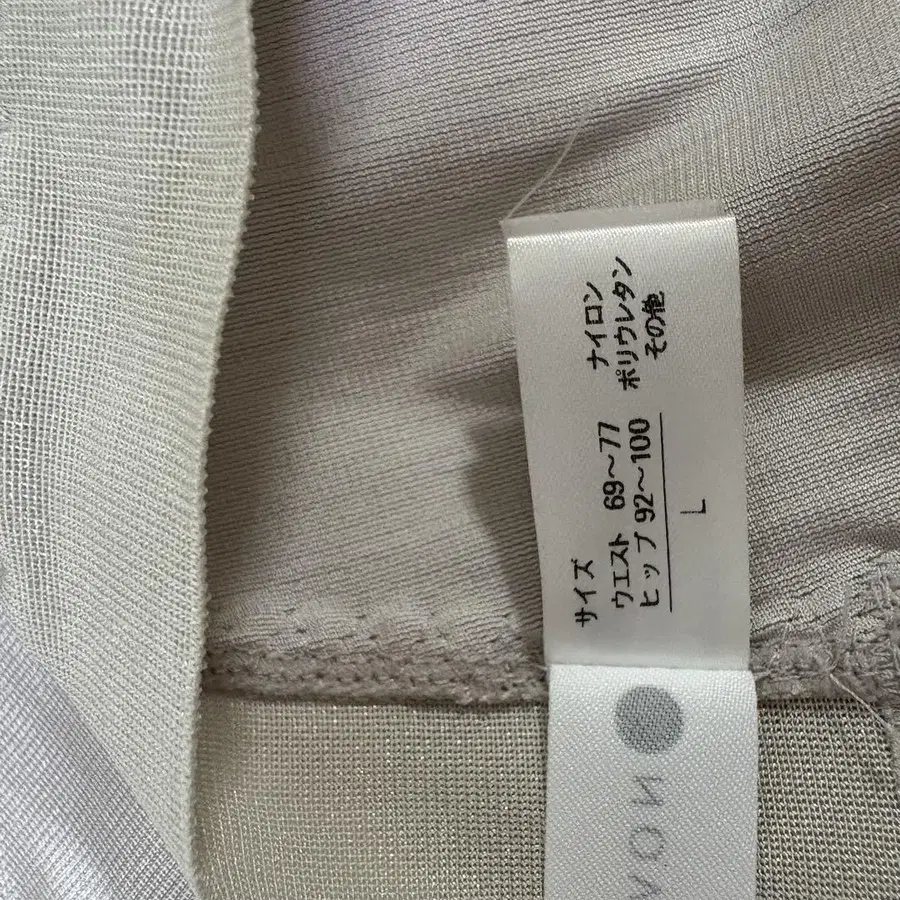 サイズ
ウエスト 69～77
ヒップ 92～100
L
ナイロン
ポリウレタン
その他